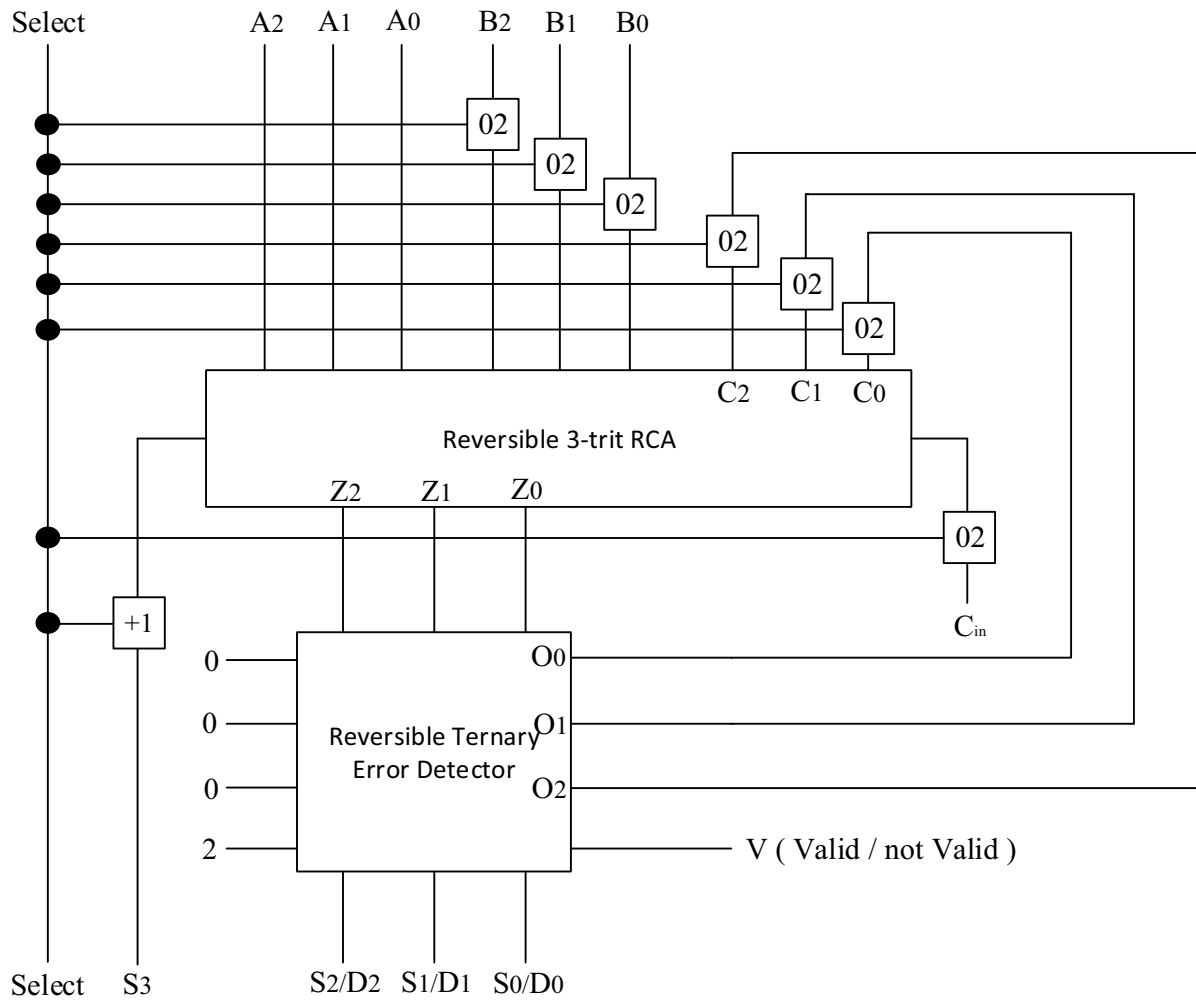 Select A2 A1 A0 B2 B1 B0
02
02
02
02
02
02
C2 C1 C0
Reversible 3-trit RCA
Z2 Z1 Z0
02
+1
Cin
0 O0
0 O1
Reversible Ternary
Error Detector
0 O2
2 V ( Valid / not Valid )
Select S3 S2/D2 S1/D1 S0/D0